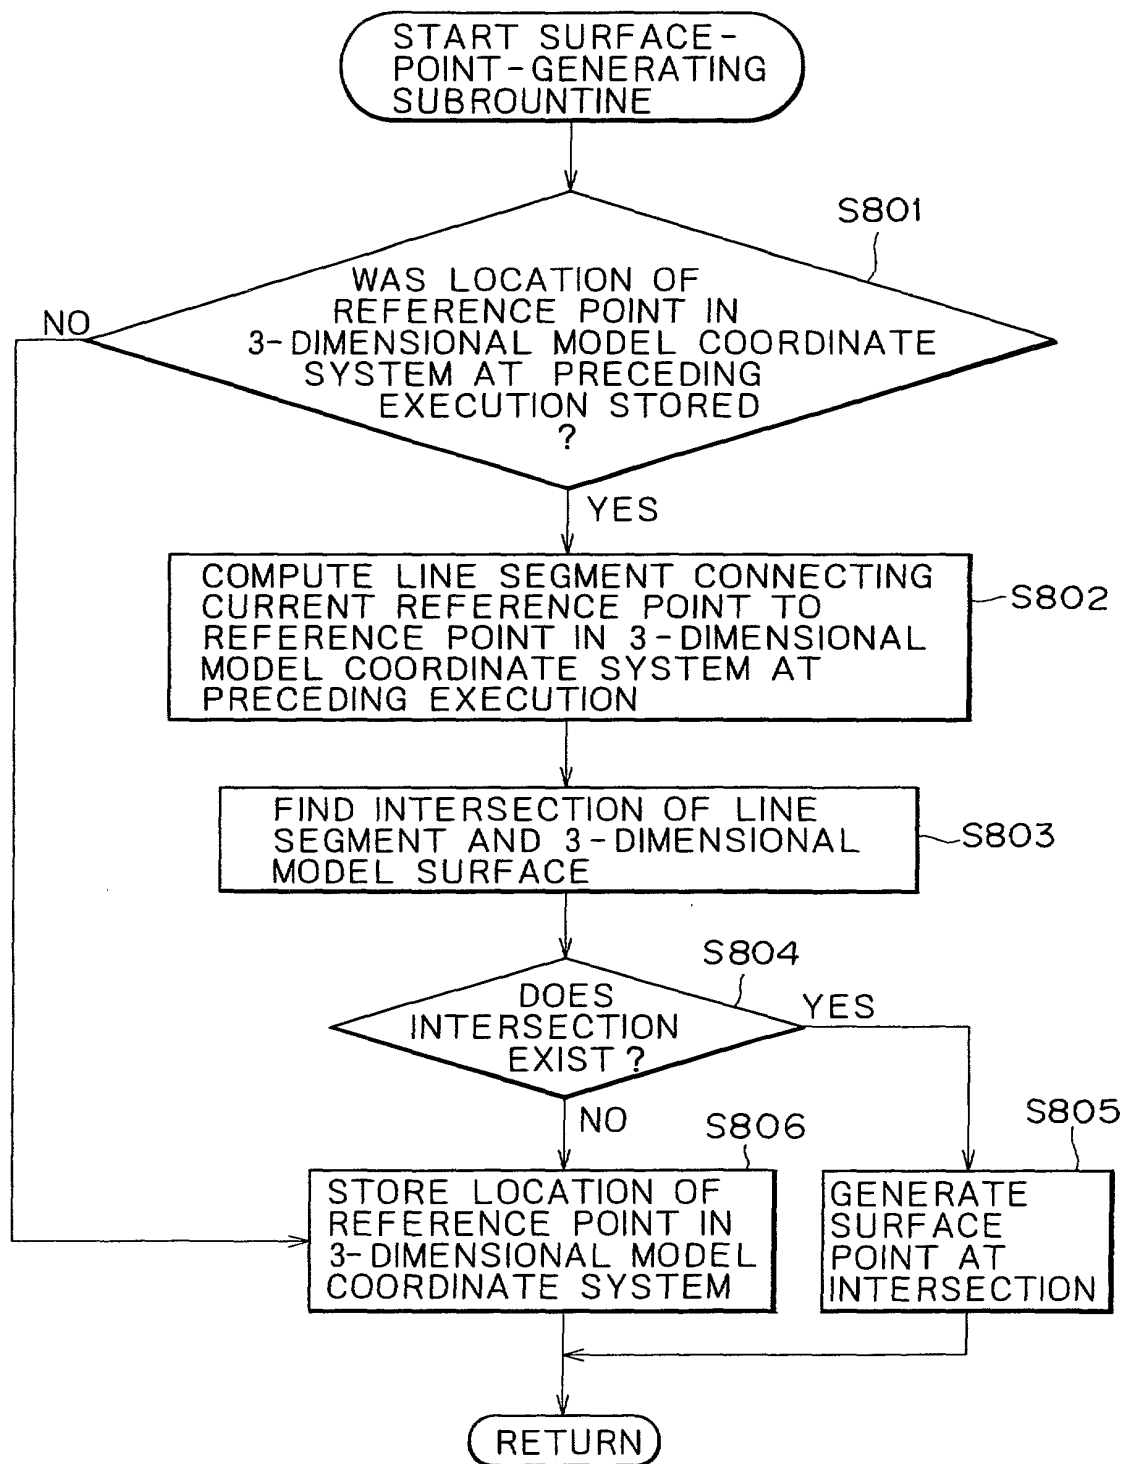 START SURFACE-
POINT-GENERATING
SUBROUNTINE
S801
WAS LOCATION OF
REFERENCE POINT IN
3-DIMENSIONAL MODEL COORDINATE
SYSTEM AT PRECEDING
EXECUTION STORED
?
NO
YES
COMPUTE LINE SEGMENT CONNECTING
CURRENT REFERENCE POINT TO
REFERENCE POINT IN 3-DIMENSIONAL
MODEL COORDINATE SYSTEM AT
PRECEDING EXECUTION
S802
FIND INTERSECTION OF LINE
SEGMENT AND 3-DIMENSIONAL
MODEL SURFACE
S803
S804
DOES
INTERSECTION
EXIST?
YES
NO
S806
STORE LOCATION OF
REFERENCE POINT IN
3-DIMENSIONAL MODEL
COORDINATE SYSTEM
S805
GENERATE
SURFACE
POINT AT
INTERSECTION
RETURN